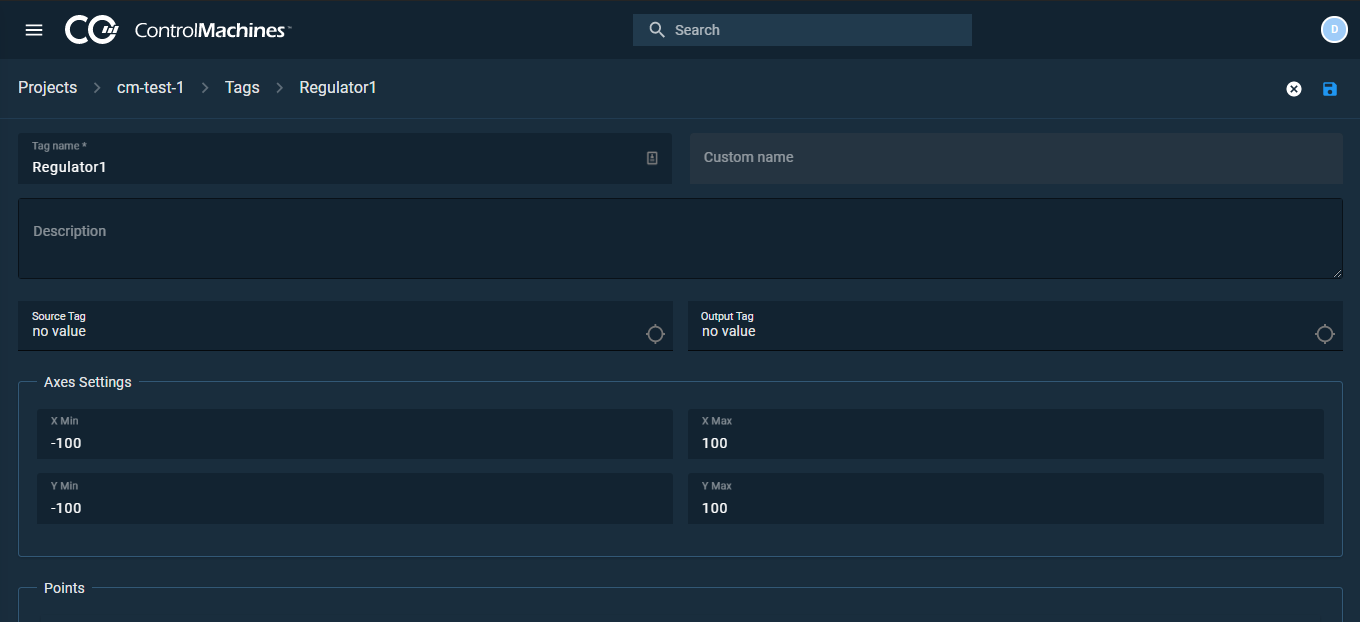 ControlMachines™
Search
D
Projects > cm-test-1 > Tags > Regulator1
Tag name *
Regulator1
Custom name
Description
Source Tag
no value
Output Tag
no value
Axes Settings
X Min
-100
X Max
100
Y Min
-100
Y Max
100
Points